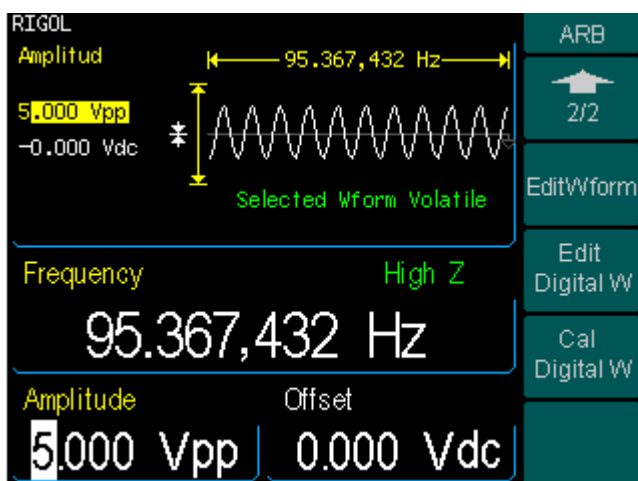 RIGOL
ARB
Amplitud
95.367,432 Hz
2/2
5.000 Vpp
-0.000 Vdc
EditWform
Selected Wform Volatile
Edit
Digital W
Frequency
High Z
95.367,432 Hz
Cal
Digital W
Amplitude
Offset
5.000 Vpp
0.000 Vdc